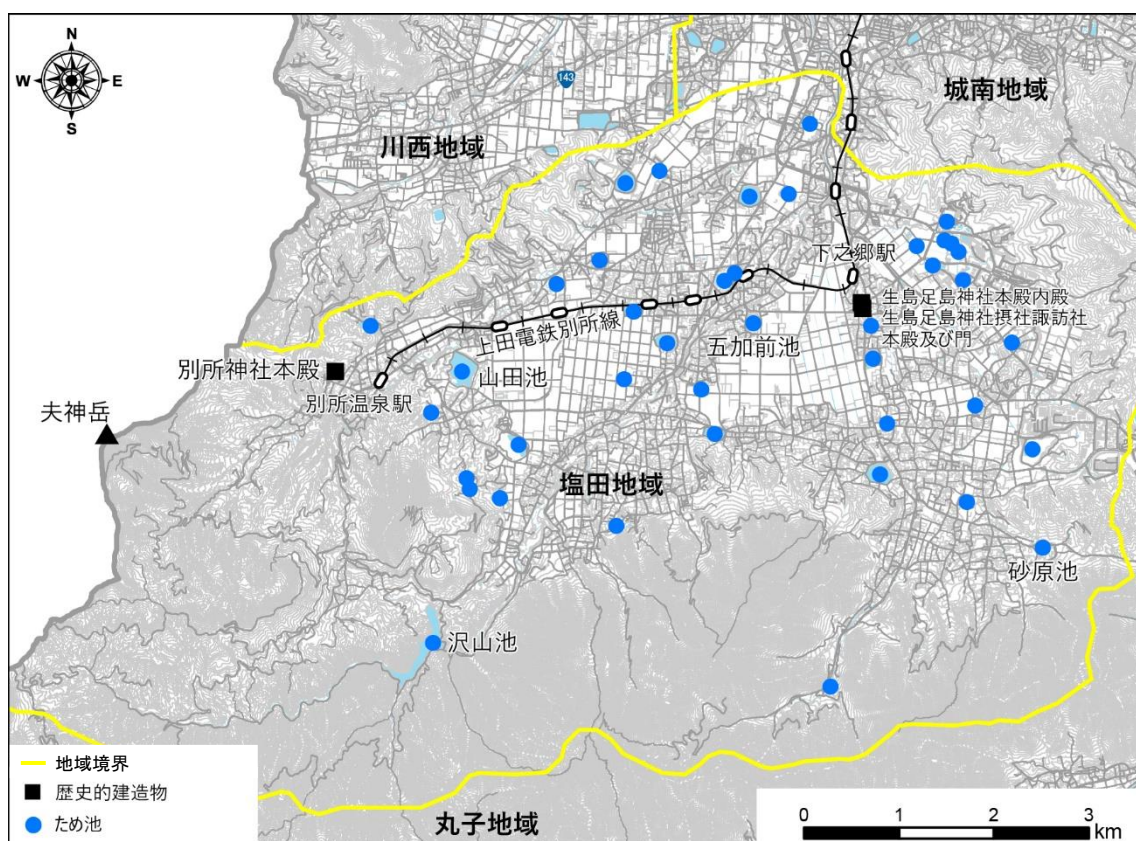 N
W
E
S
143
城南地域
川西地域
下之郷駅
生島足島神社本殿内殿
生島足島神社摂社諏訪社
本殿及び門
上田電鉄別所線
五加前池
別所神社本殿
山田池
別所温泉駅
夫神岳
塩田地域
砂原池
沢山池
地域境界
歴史的建造物
ため池
丸子地域
0 1 2 3
km